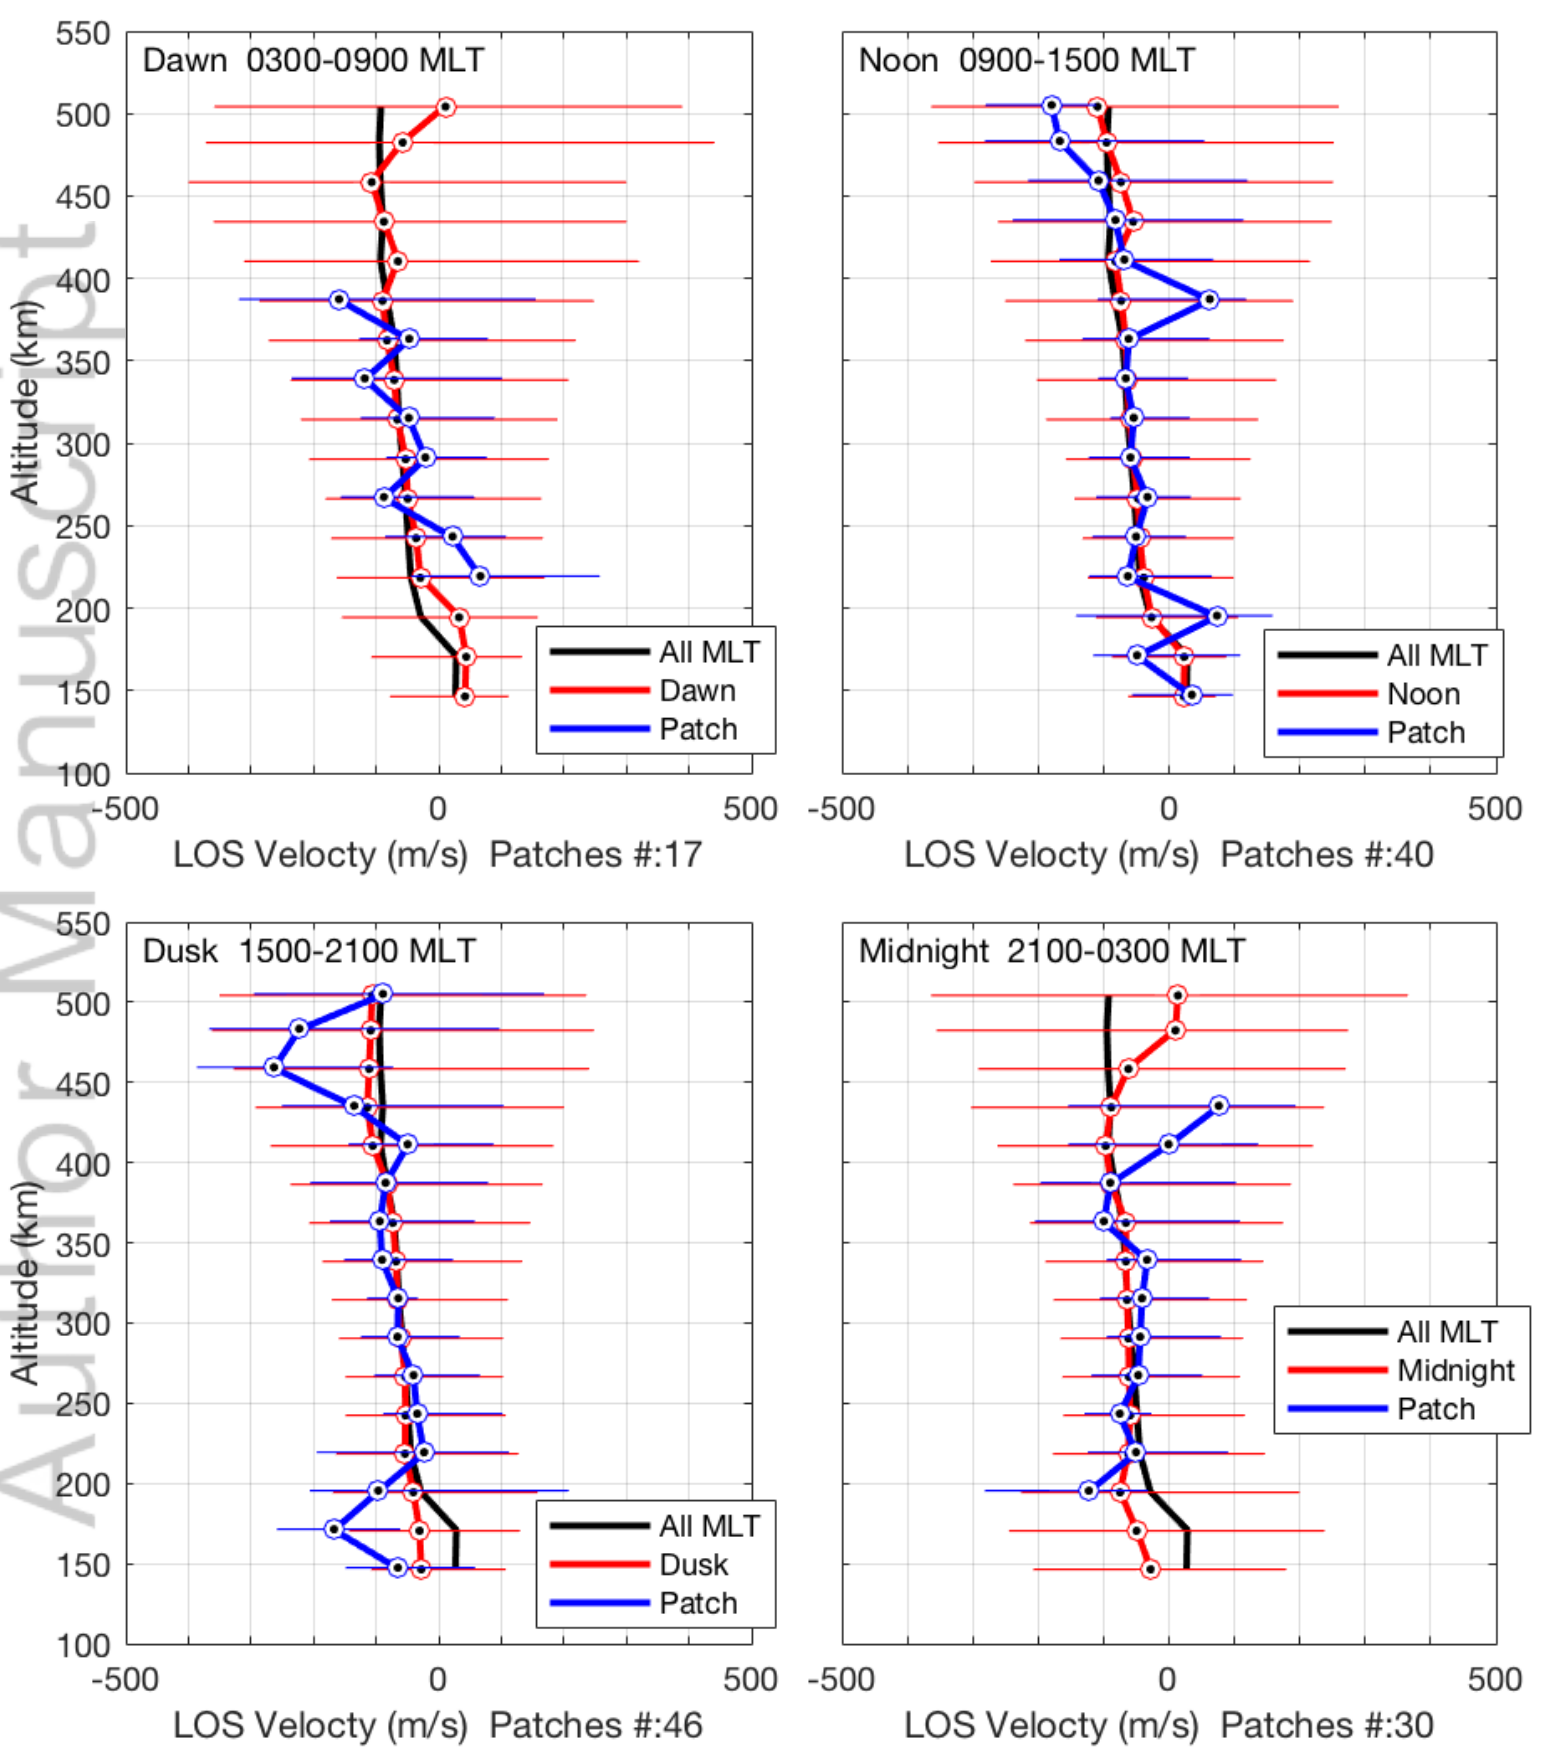 Author Manuscript
Dawn 0300-0900 MLT
550
500
450
400
350
300
250
200
150
100
Altitude (km)
-500 0 500
LOS Velocty (m/s) Patches #:17
All MLT
Dawn
Patch
Noon 0900-1500 MLT
-500 0 500
LOS Velocty (m/s) Patches #:40
All MLT
Noon
Patch
Dusk 1500-2100 MLT
550
500
450
400
350
300
250
200
150
100
Altitude (km)
-500 0 500
LOS Velocty (m/s) Patches #:46
All MLT
Dusk
Patch
Midnight 2100-0300 MLT
-500 0 500
LOS Velocty (m/s) Patches #:30
All MLT
Midnight
Patch